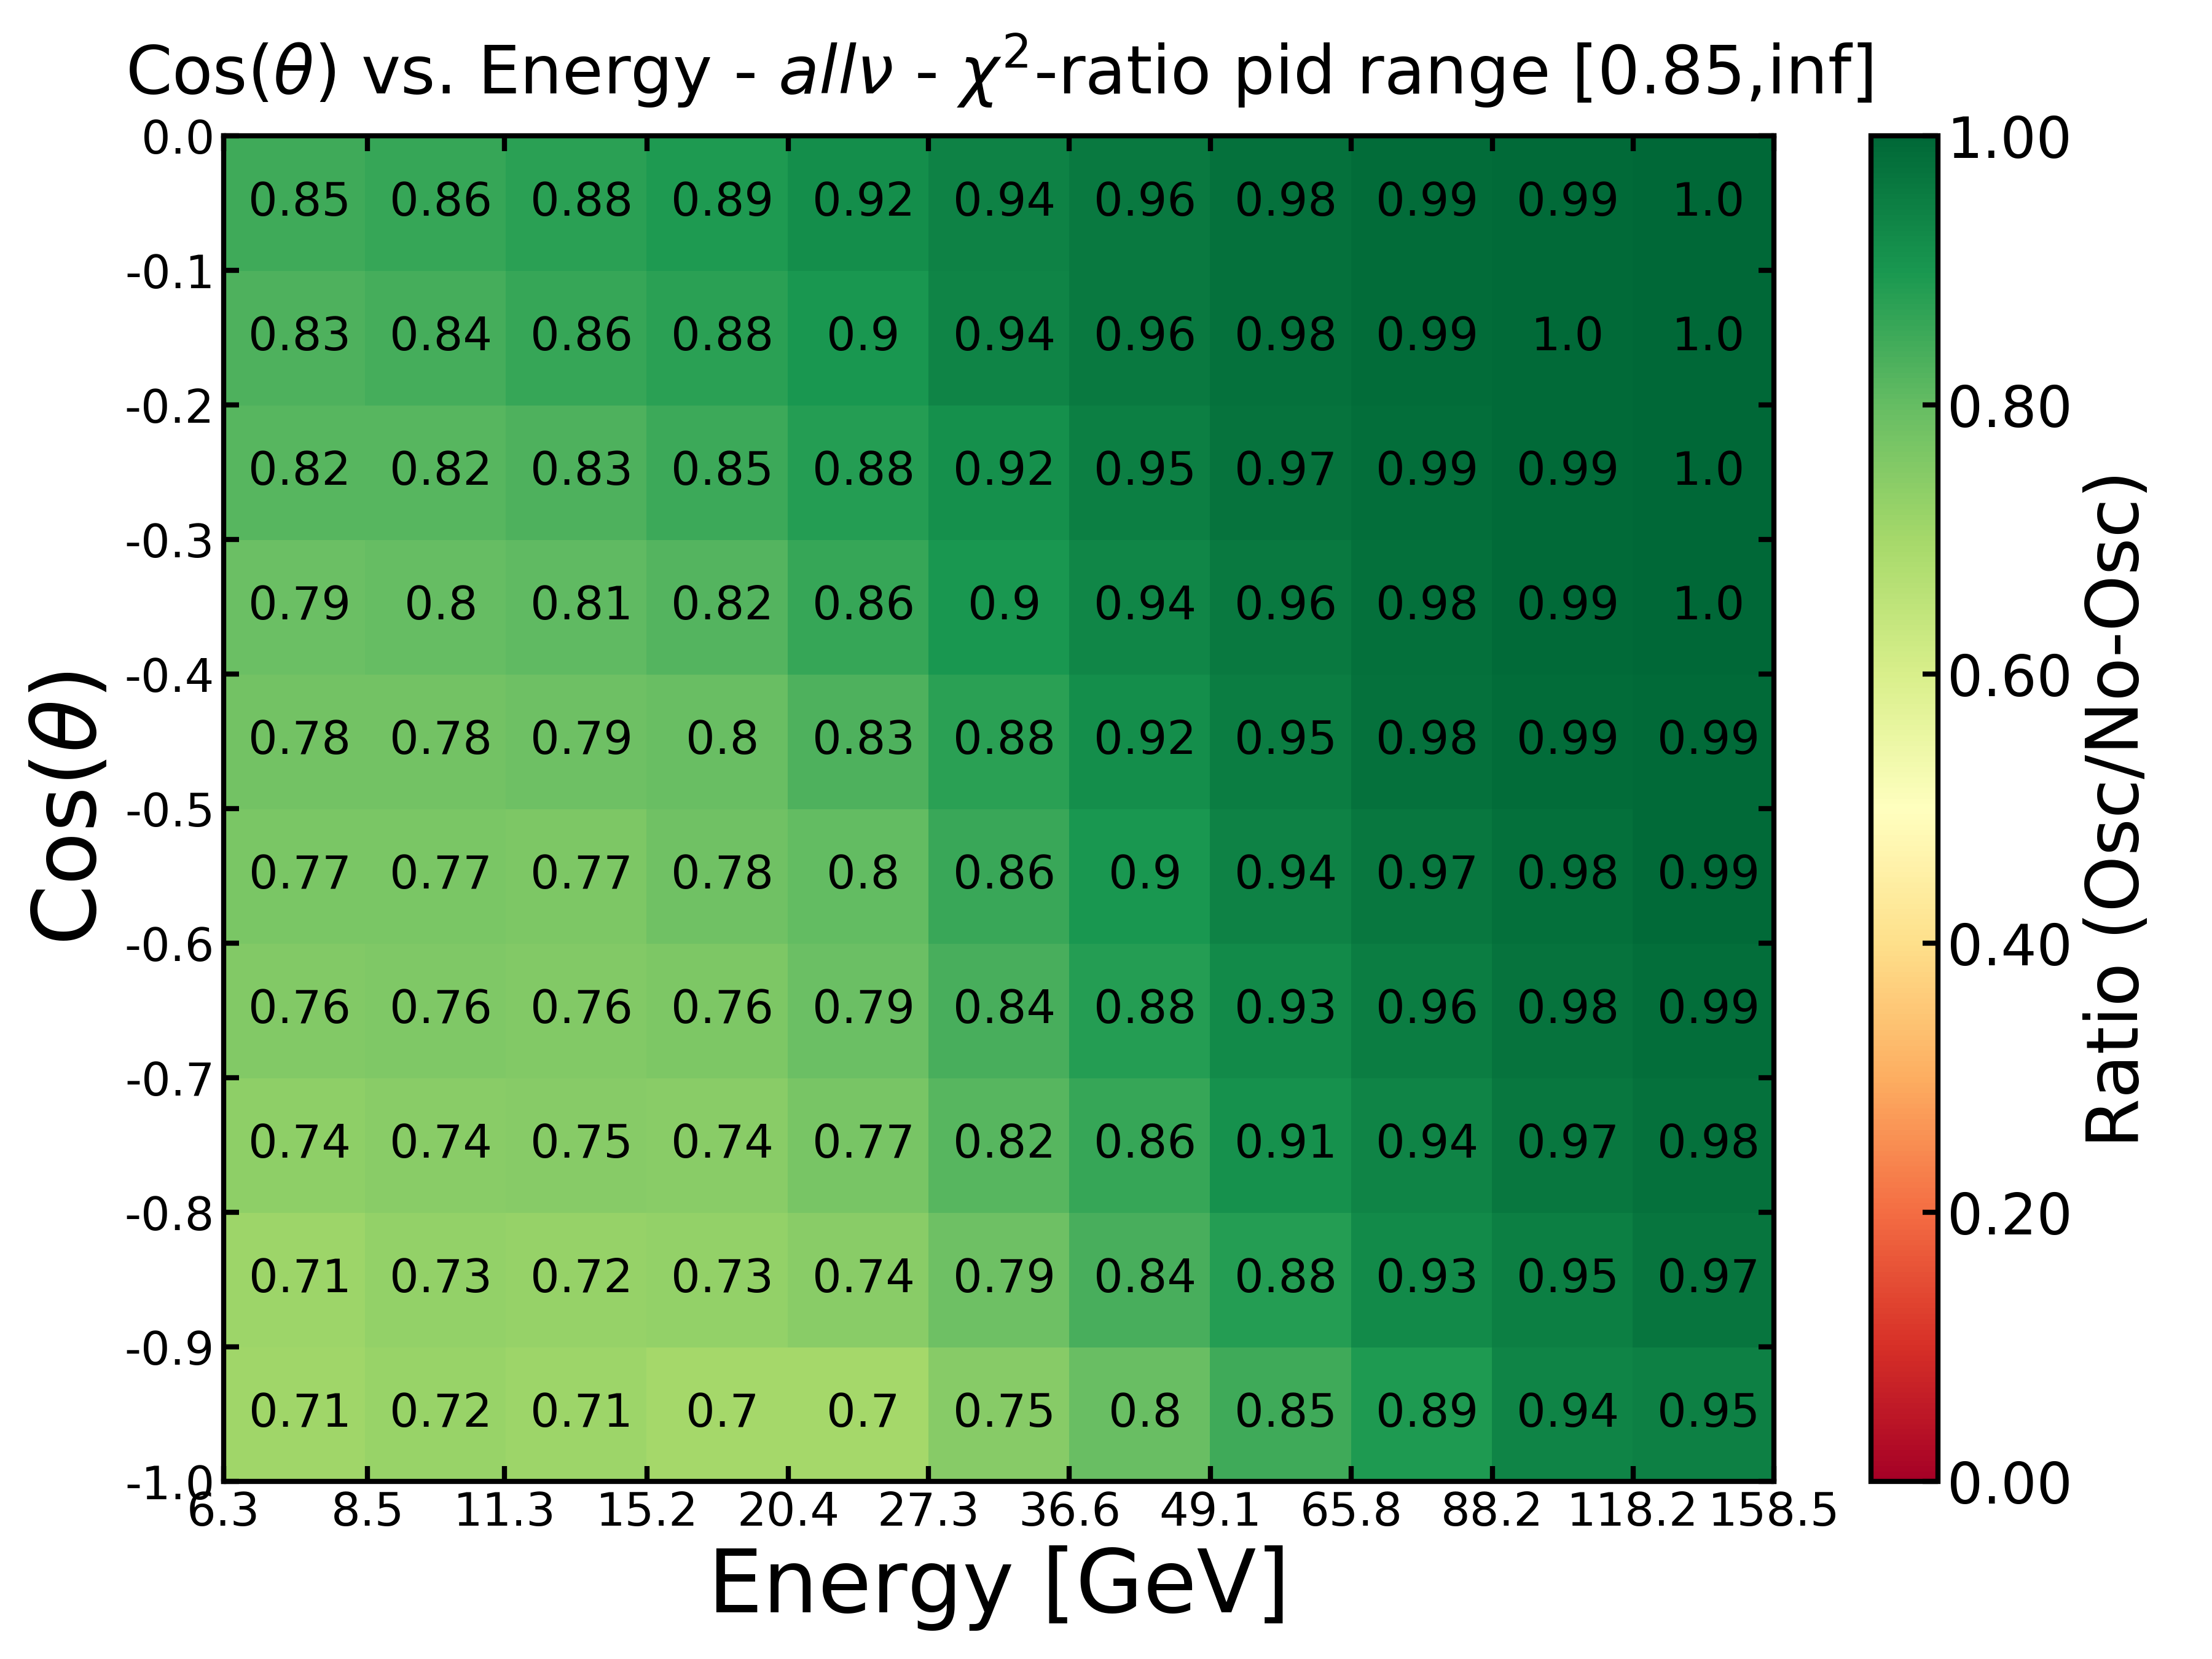 Cos(θ) vs. Energy - allν - χ²-ratio pid range [0.85,inf]
0.0 0.85 0.86 0.88 0.89 0.92 0.94 0.96 0.98 0.99 0.99 1.0 1.00
-0.1
0.83 0.84 0.86 0.88 0.9 0.94 0.96 0.98 0.99 1.0 1.0
-0.2 0.80
0.82 0.82 0.83 0.85 0.88 0.92 0.95 0.97 0.99 0.99 1.0
-0.3
0.79 0.8 0.81 0.82 0.86 0.9 0.94 0.96 0.98 0.99 1.0
-0.4 0.60
0.78 0.78 0.79 0.8 0.83 0.88 0.92 0.95 0.98 0.99 0.99
-0.5
0.77 0.77 0.77 0.78 0.8 0.86 0.9 0.94 0.97 0.98 0.99
-0.6 0.40
0.76 0.76 0.76 0.76 0.79 0.84 0.88 0.93 0.96 0.98 0.99
-0.7
0.74 0.74 0.75 0.74 0.77 0.82 0.86 0.91 0.94 0.97 0.98
-0.8 0.20
0.71 0.73 0.72 0.73 0.74 0.79 0.84 0.88 0.93 0.95 0.97
-0.9
0.71 0.72 0.71 0.7 0.7 0.75 0.8 0.85 0.89 0.94 0.95
-1.0 0.00
6.3 8.5 11.3 15.2 20.4 27.3 36.6 49.1 65.8 88.2 118.2 158.5
Energy [GeV]
Cos(θ)
Ratio (Osc/No-Osc)